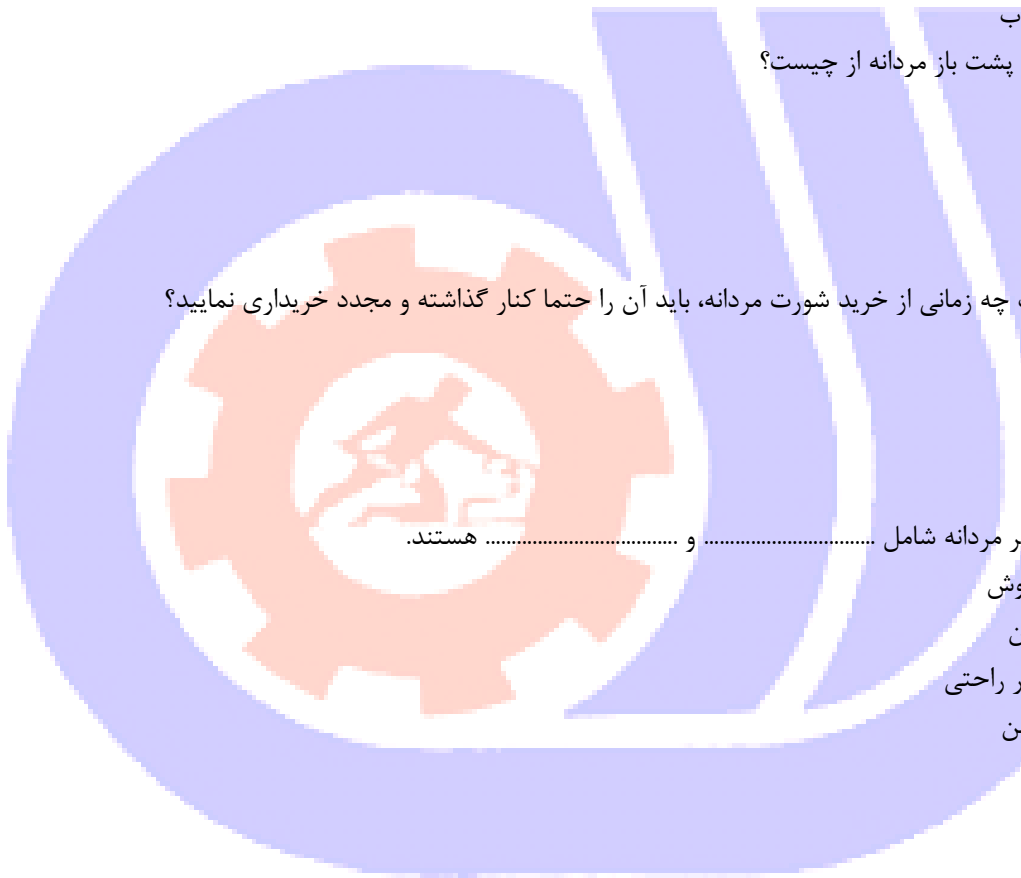 پشت باز مردانه از چیست؟
چه زمانی از خرید شورت مردانه، باید آن را حتما کنار گذاشته و مجدد خریداری نمایید؟
مردانه شامل .................................. و .................................. هستند.
راحتی